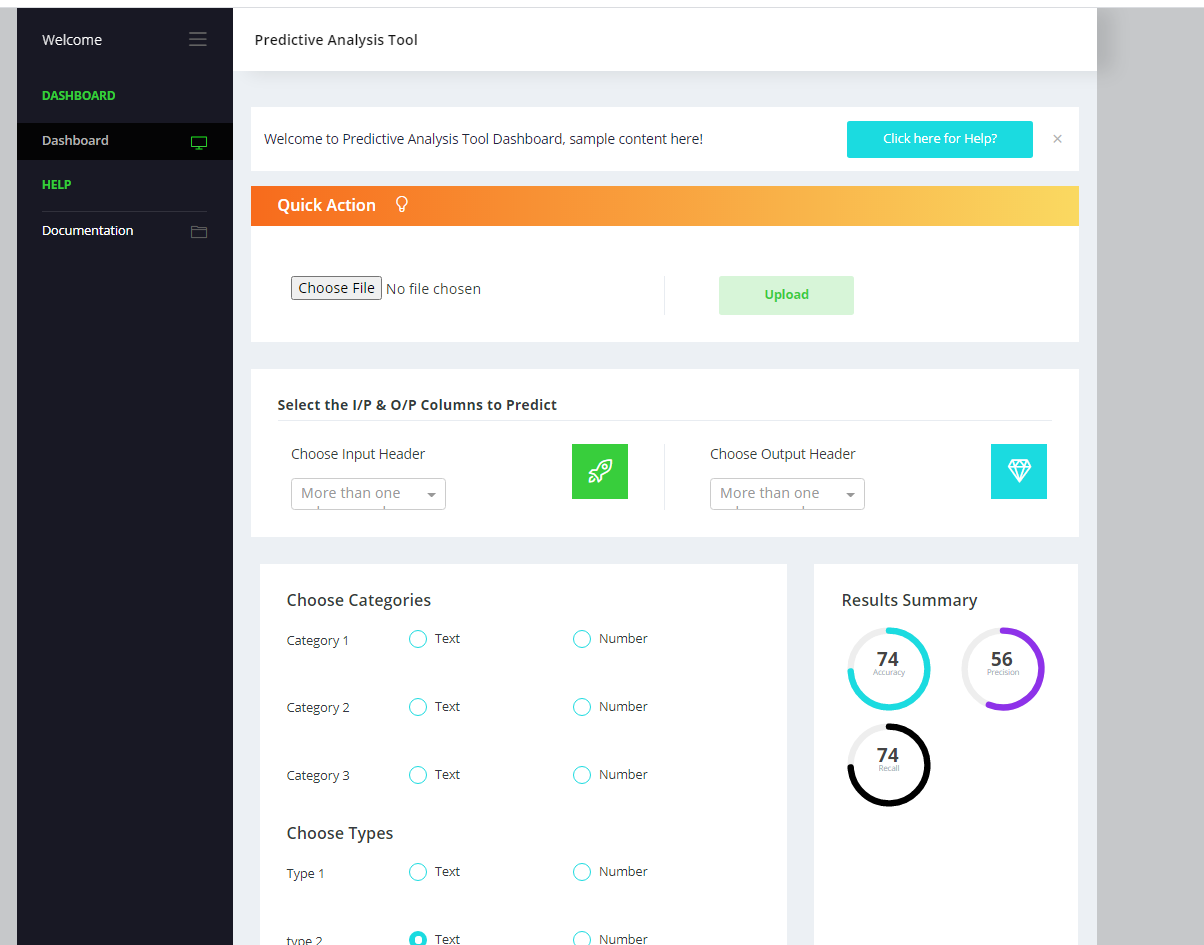 Welcome
Predictive Analysis Tool
DASHBOARD
Dashboard
HELP
Documentation
Welcome to Predictive Analysis Tool Dashboard, sample content here!
Click here for Help?
×
Quick Action
Choose File No file chosen
Upload
Select the I/P & O/P Columns to Predict
Choose Input Header
More than one
Choose Output Header
More than one
Choose Categories
Category 1 Text Number
Category 2 Text Number
Category 3 Text Number
Choose Types
Type 1 Text Number
type 2 Text Number
Results Summary
74
Accuracy
56
Precision
74
Recall